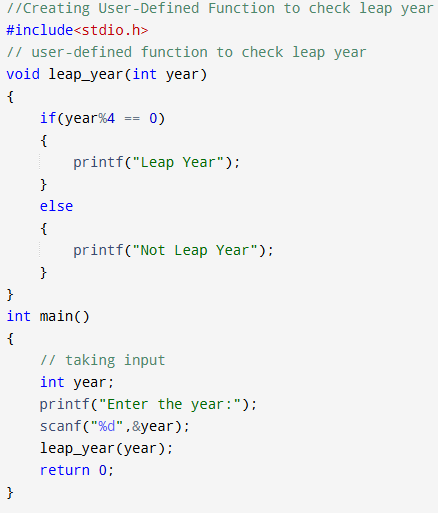 //Creating User-Defined Function to check leap year
#include<stdio.h>
// user-defined function to check leap year
void leap_year(int year)
{
    if(year%4 == 0)
    {
        printf("Leap Year");
    }
    else
    {
        printf("Not Leap Year");
    }
}
int main()
{
    // taking input
    int year;
    printf("Enter the year:");
    scanf("%d",&year);
    leap_year(year);
    return 0;
}